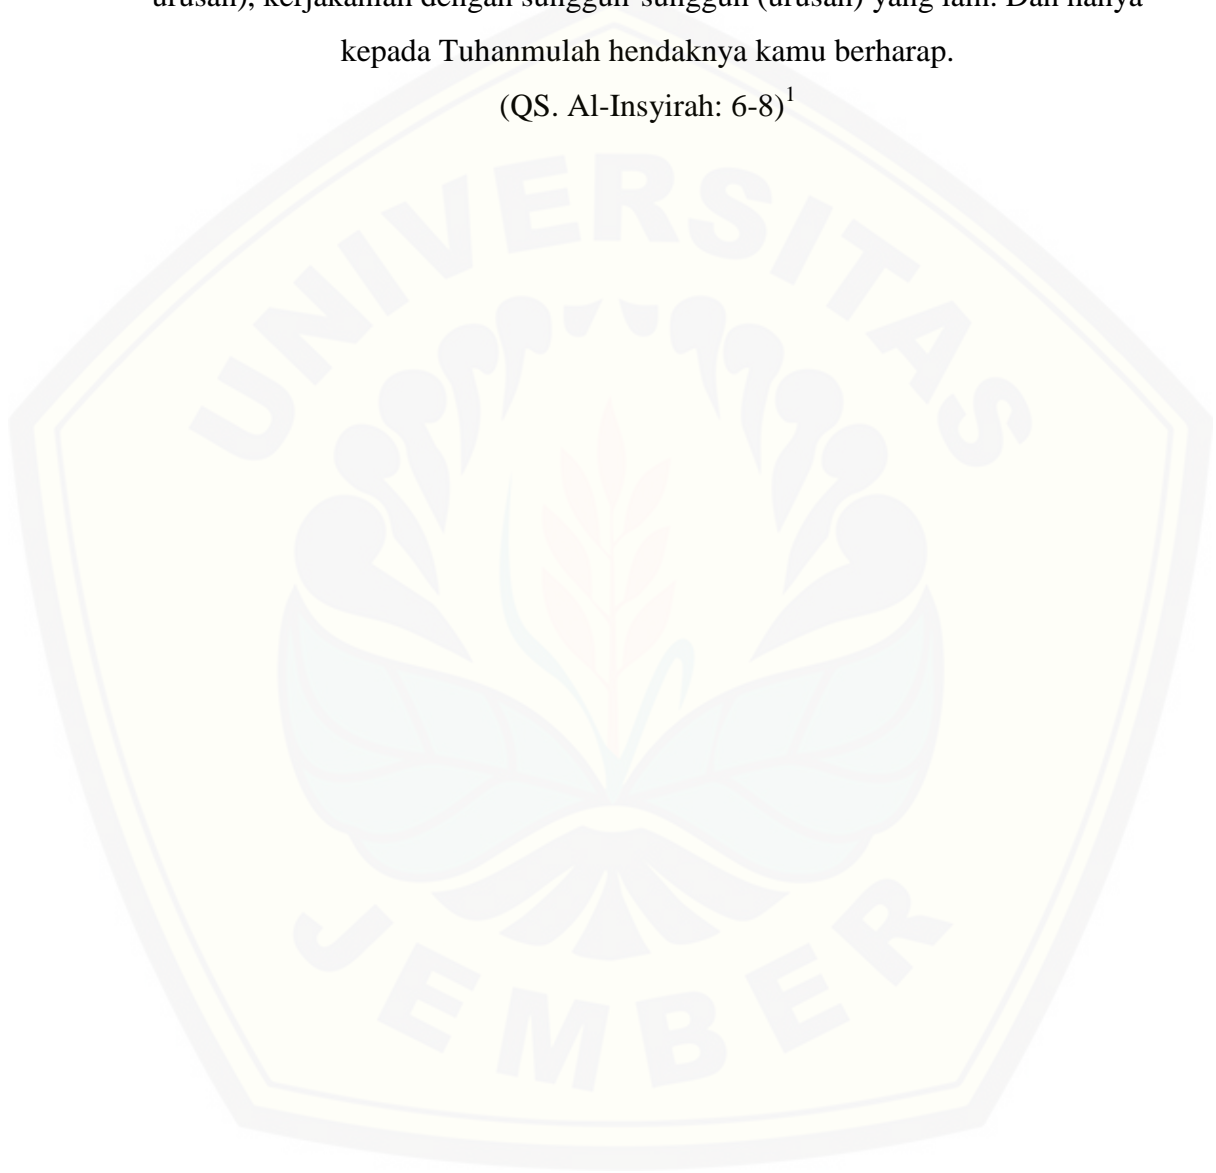 urusan), kerjakanlah dengan sungguh-sungguh (urusan) yang lain. Dan hanya
kepada Tuhanmulah hendaknya kamu berharap.
(QS. Al-Insyirah: 6-8)1
UNIVERSITAS
JEMBER